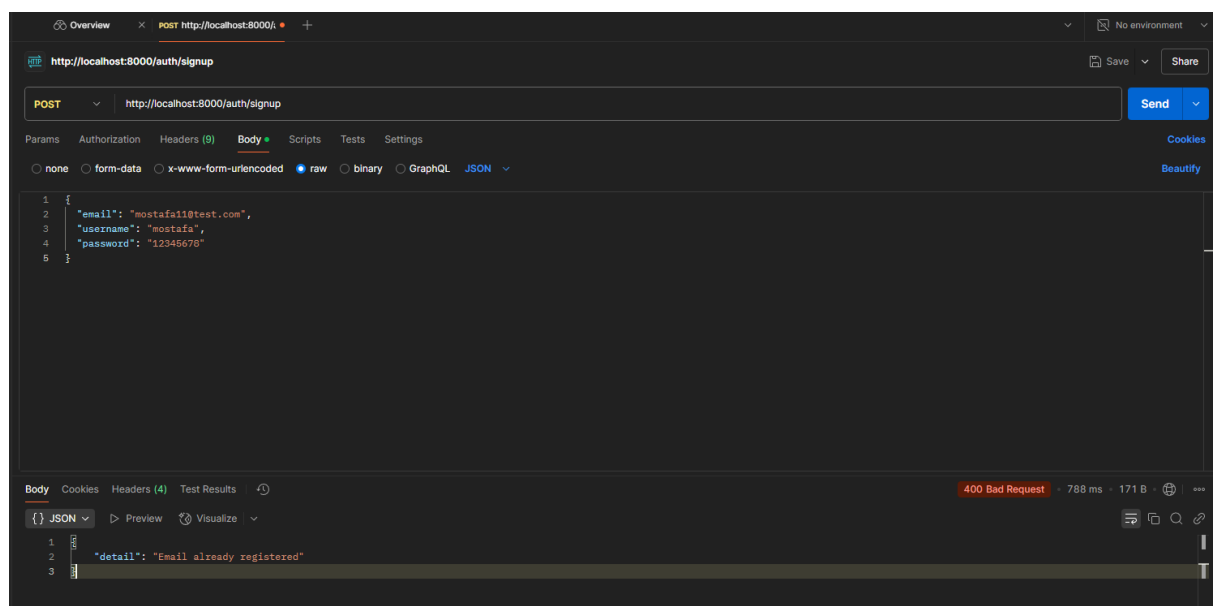 Overview × POST http://localhost:8000/a +
No environment
HTTP http://localhost:8000/auth/signup
Save Share
POST http://localhost:8000/auth/signup Send
Params Authorization Headers (9) Body Scripts Tests Settings Cookies
none form-data x-www-form-urlencoded raw binary GraphQL JSON Beautify
1 {
2 "email": "mostafa11@test.com",
3 "username": "mostafa",
4 "password": "12345678"
5 }
Body Cookies Headers (4) Test Results 400 Bad Request 788 ms 171 B
{} JSON Preview Visualize
1 {
2 "detail": "Email already registered"
3 }